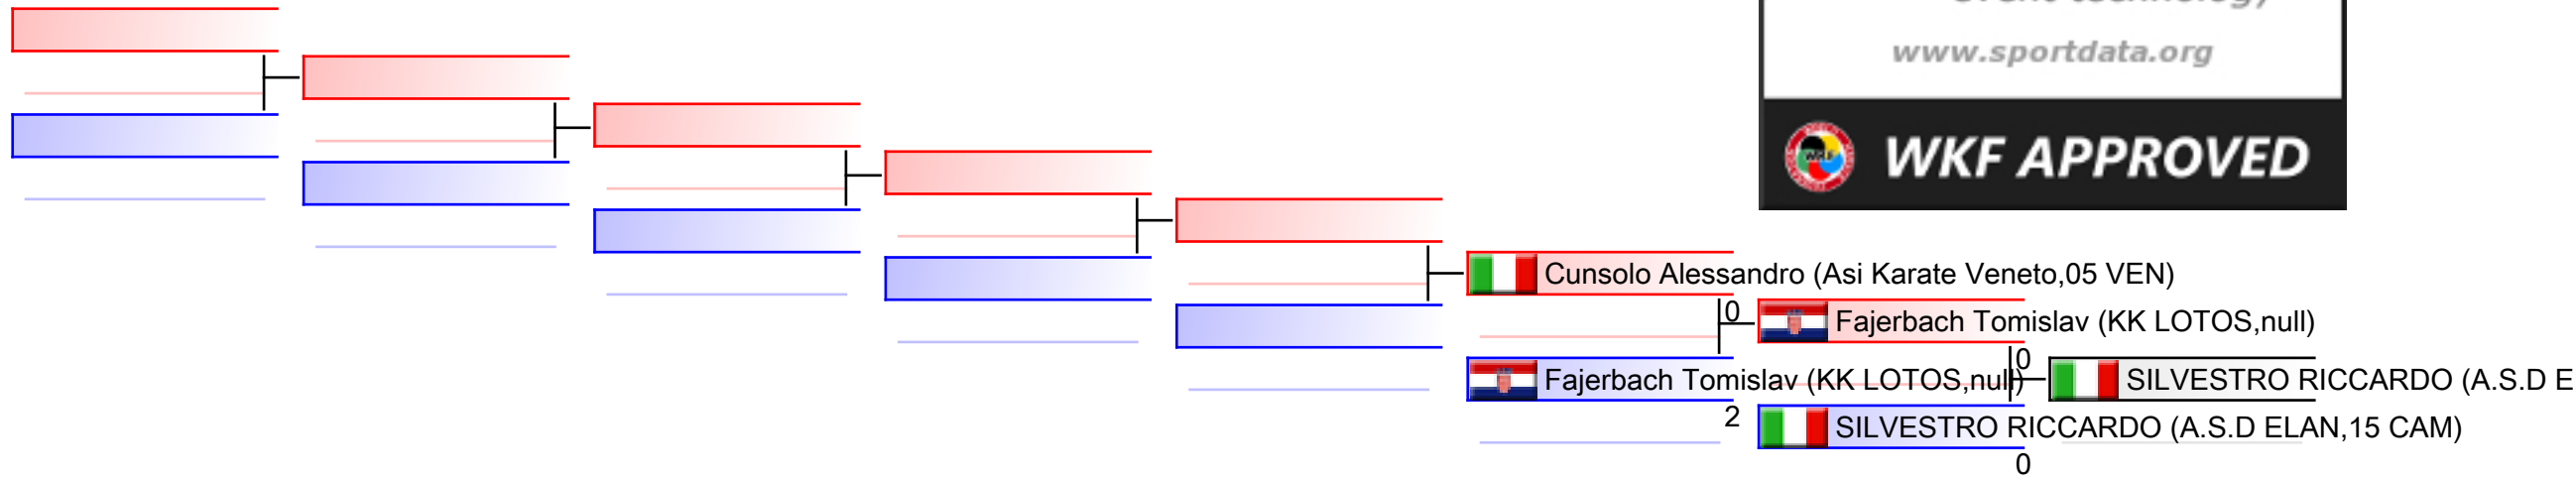 www.sportdata.org
WKF APPROVED
Cunsolo Alessandro (Asi Karate Veneto,05 VEN)
0
Fajerbach Tomislav (KK LOTOS,null)
0
Fajerbach Tomislav (KK LOTOS,null)
SILVESTRO RICCARDO (A.S.D E
2
SILVESTRO RICCARDO (A.S.D ELAN,15 CAM)
0